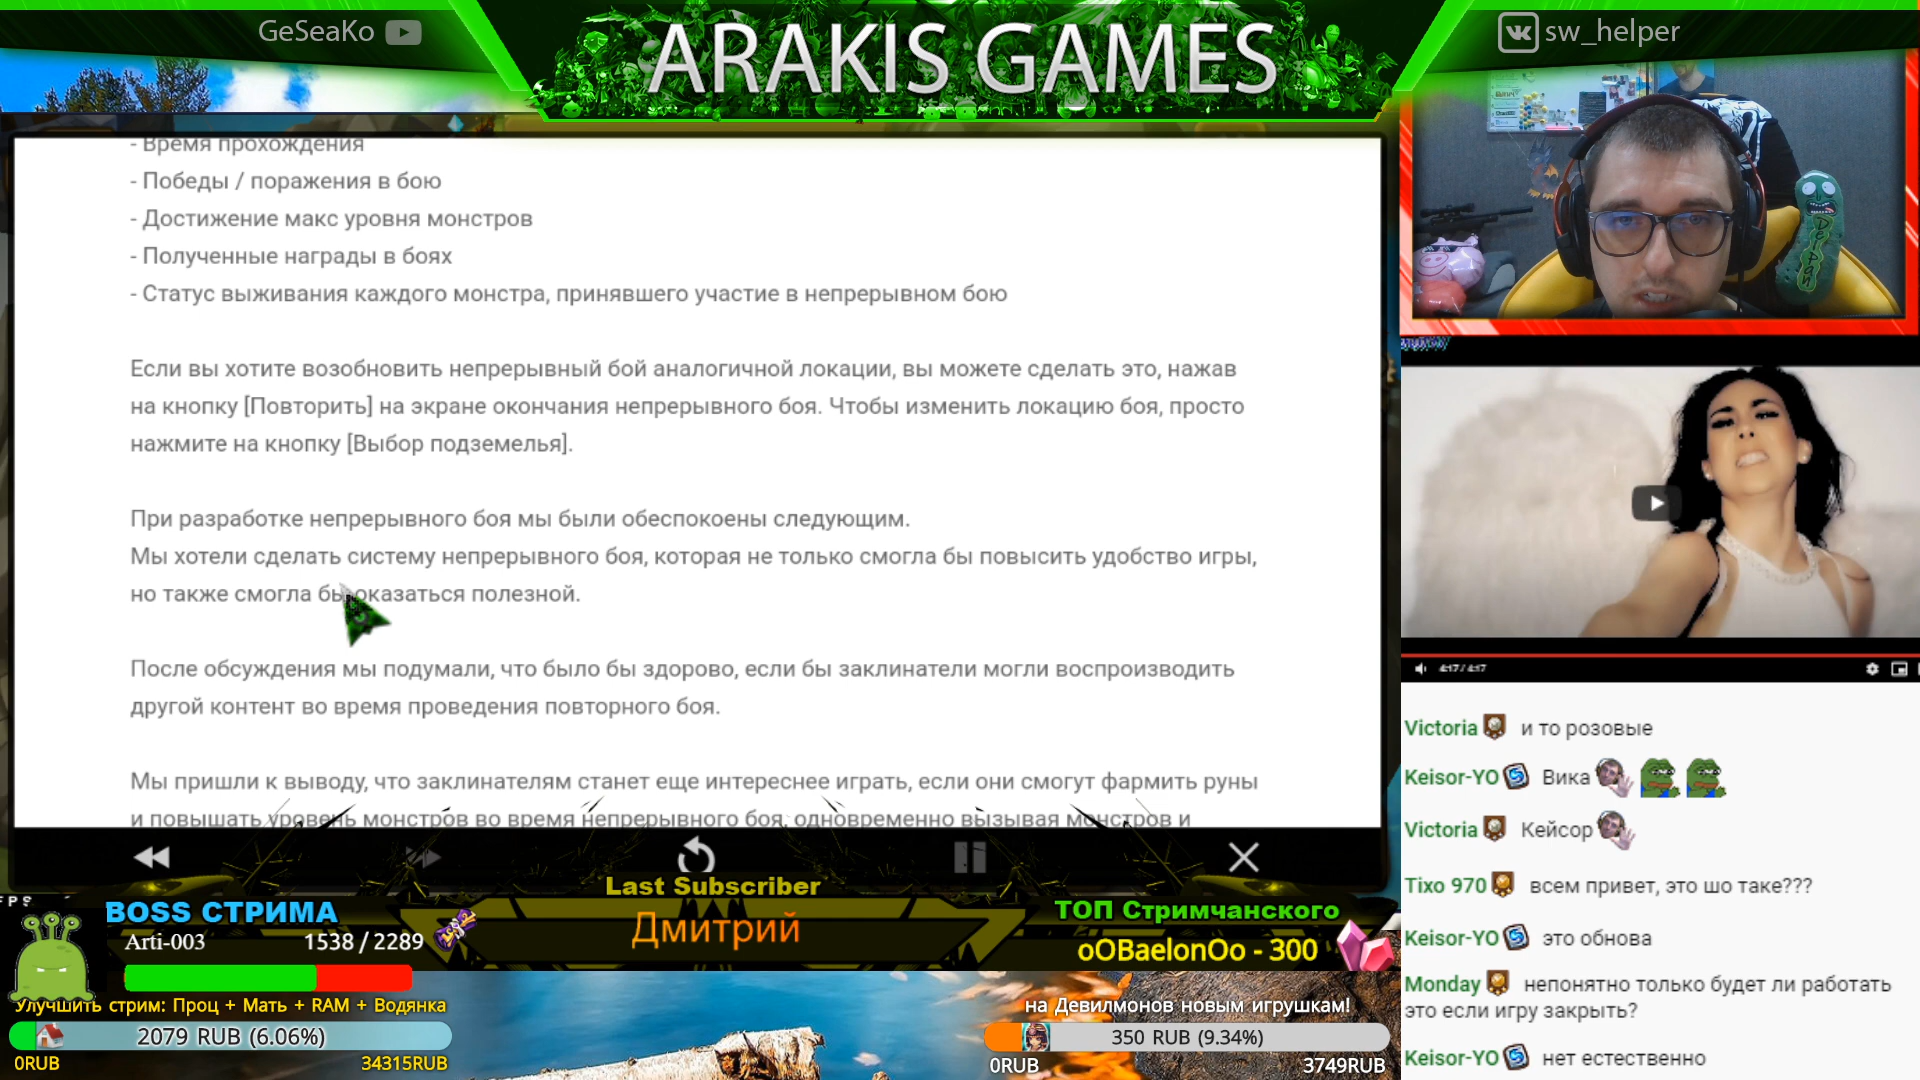 GeSeaKo
ARAKIS GAMES
sw_helper
- Время прохождения
- Победы / поражения в бою
- Достижение макс уровня монстров
- Полученные награды в боях
- Статус выживания каждого монстра, принявшего участие в непрерывном бою
Если вы хотите возобновить непрерывный бой аналогичной локации, вы можете сделать это, нажав
на кнопку [Повторить] на экране окончания непрерывного боя. Чтобы изменить локацию боя, просто
нажмите на кнопку [Выбор подземелья].
При разработке непрерывного боя мы были обеспокоены следующим.
Мы хотели сделать систему непрерывного боя, которая не только смогла бы повысить удобство игры,
но также смогла бы оказаться полезной.
После обсуждения мы подумали, что было бы здорово, если бы заклинатели могли воспроизводить
другой контент во время проведения повторного боя.
Мы пришли к выводу, что заклинателям станет еще интереснее играть, если они смогут фармить руны
и повышать уровень монстров во время непрерывного боя, одновременно вызывая монстров и
4:17 / 4:17
Victoria и то розовые
Keisor-YO Вика
Victoria Кейсор
Tixo 970 всем привет, это шо таке???
Keisor-YO это обнова
Monday непонятно только будет ли работать
это если игру закрыть?
Keisor-YO нет естественно
BOSS СТРИМА
Arti-003 1538 / 2289
Улучшить стрим: Проц + Мать + RAM + Водянка
2079 RUB (6.06%)
0RUB 34315RUB
Last Subscriber
Дмитрий
ТОП Стримчанского
oOBaelonOo - 300
на Девилмонов новым игрушкам!
350 RUB (9.34%)
0RUB 3749RUB